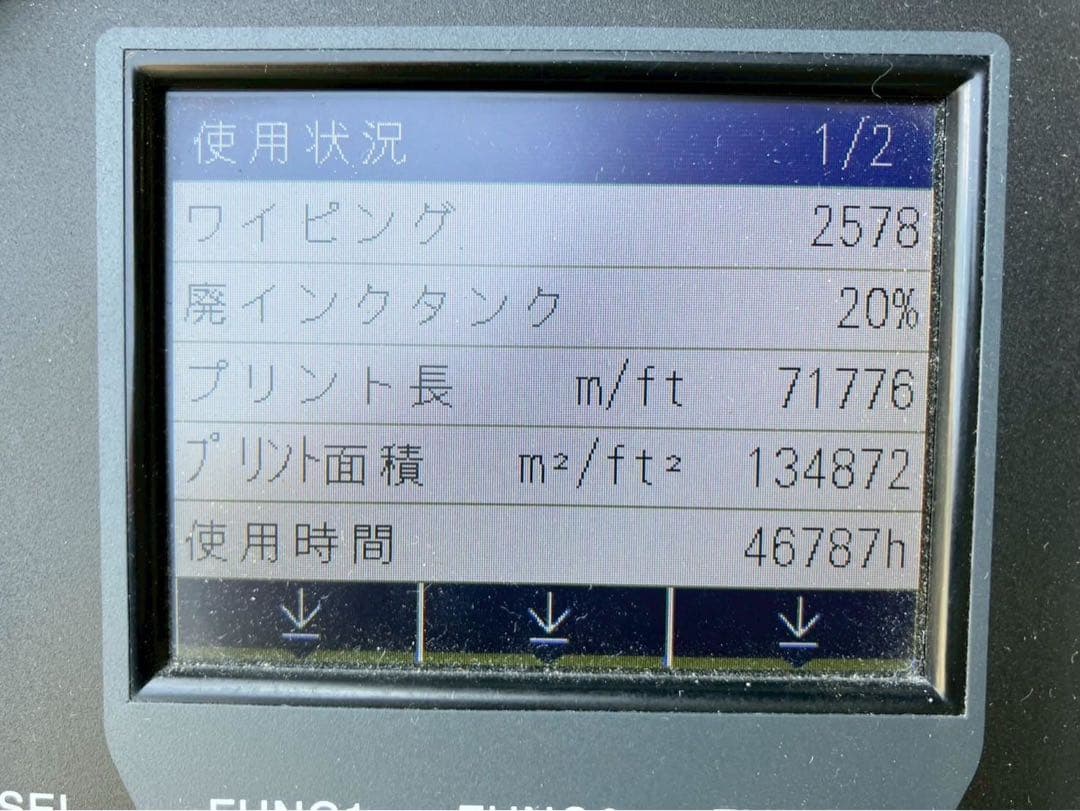 使用状況 1/2
ワイピング 2578
廃インクタンク 20%
プリント長 m/ft 71776
プリント面積 m²/ft² 134872
使用時間 46787h
SEL FUNC1